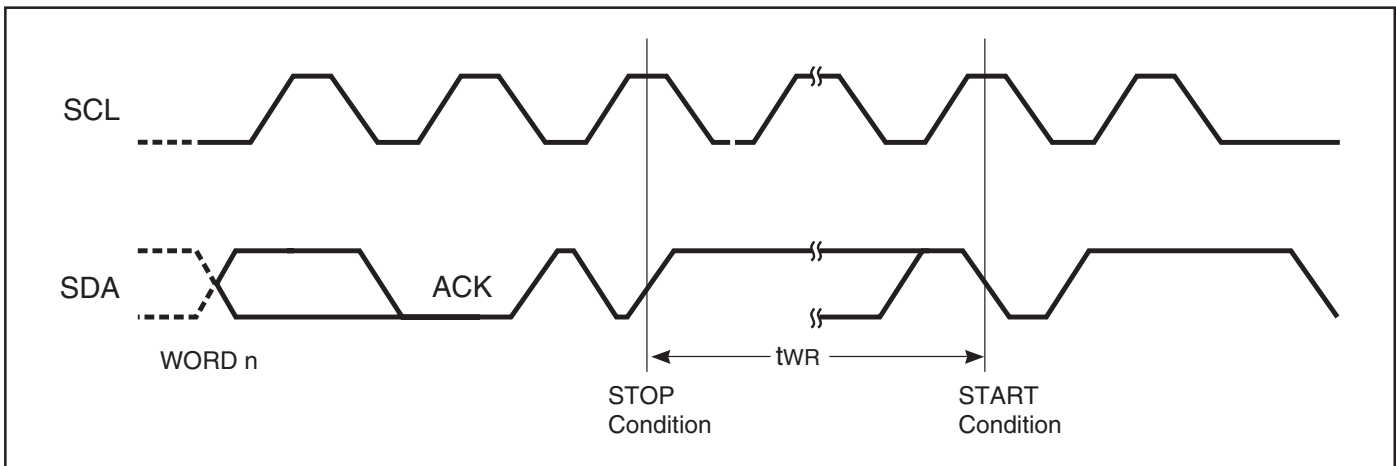 SCL
SDA
ACK
WORD n
tWR
STOP
Condition
START
Condition